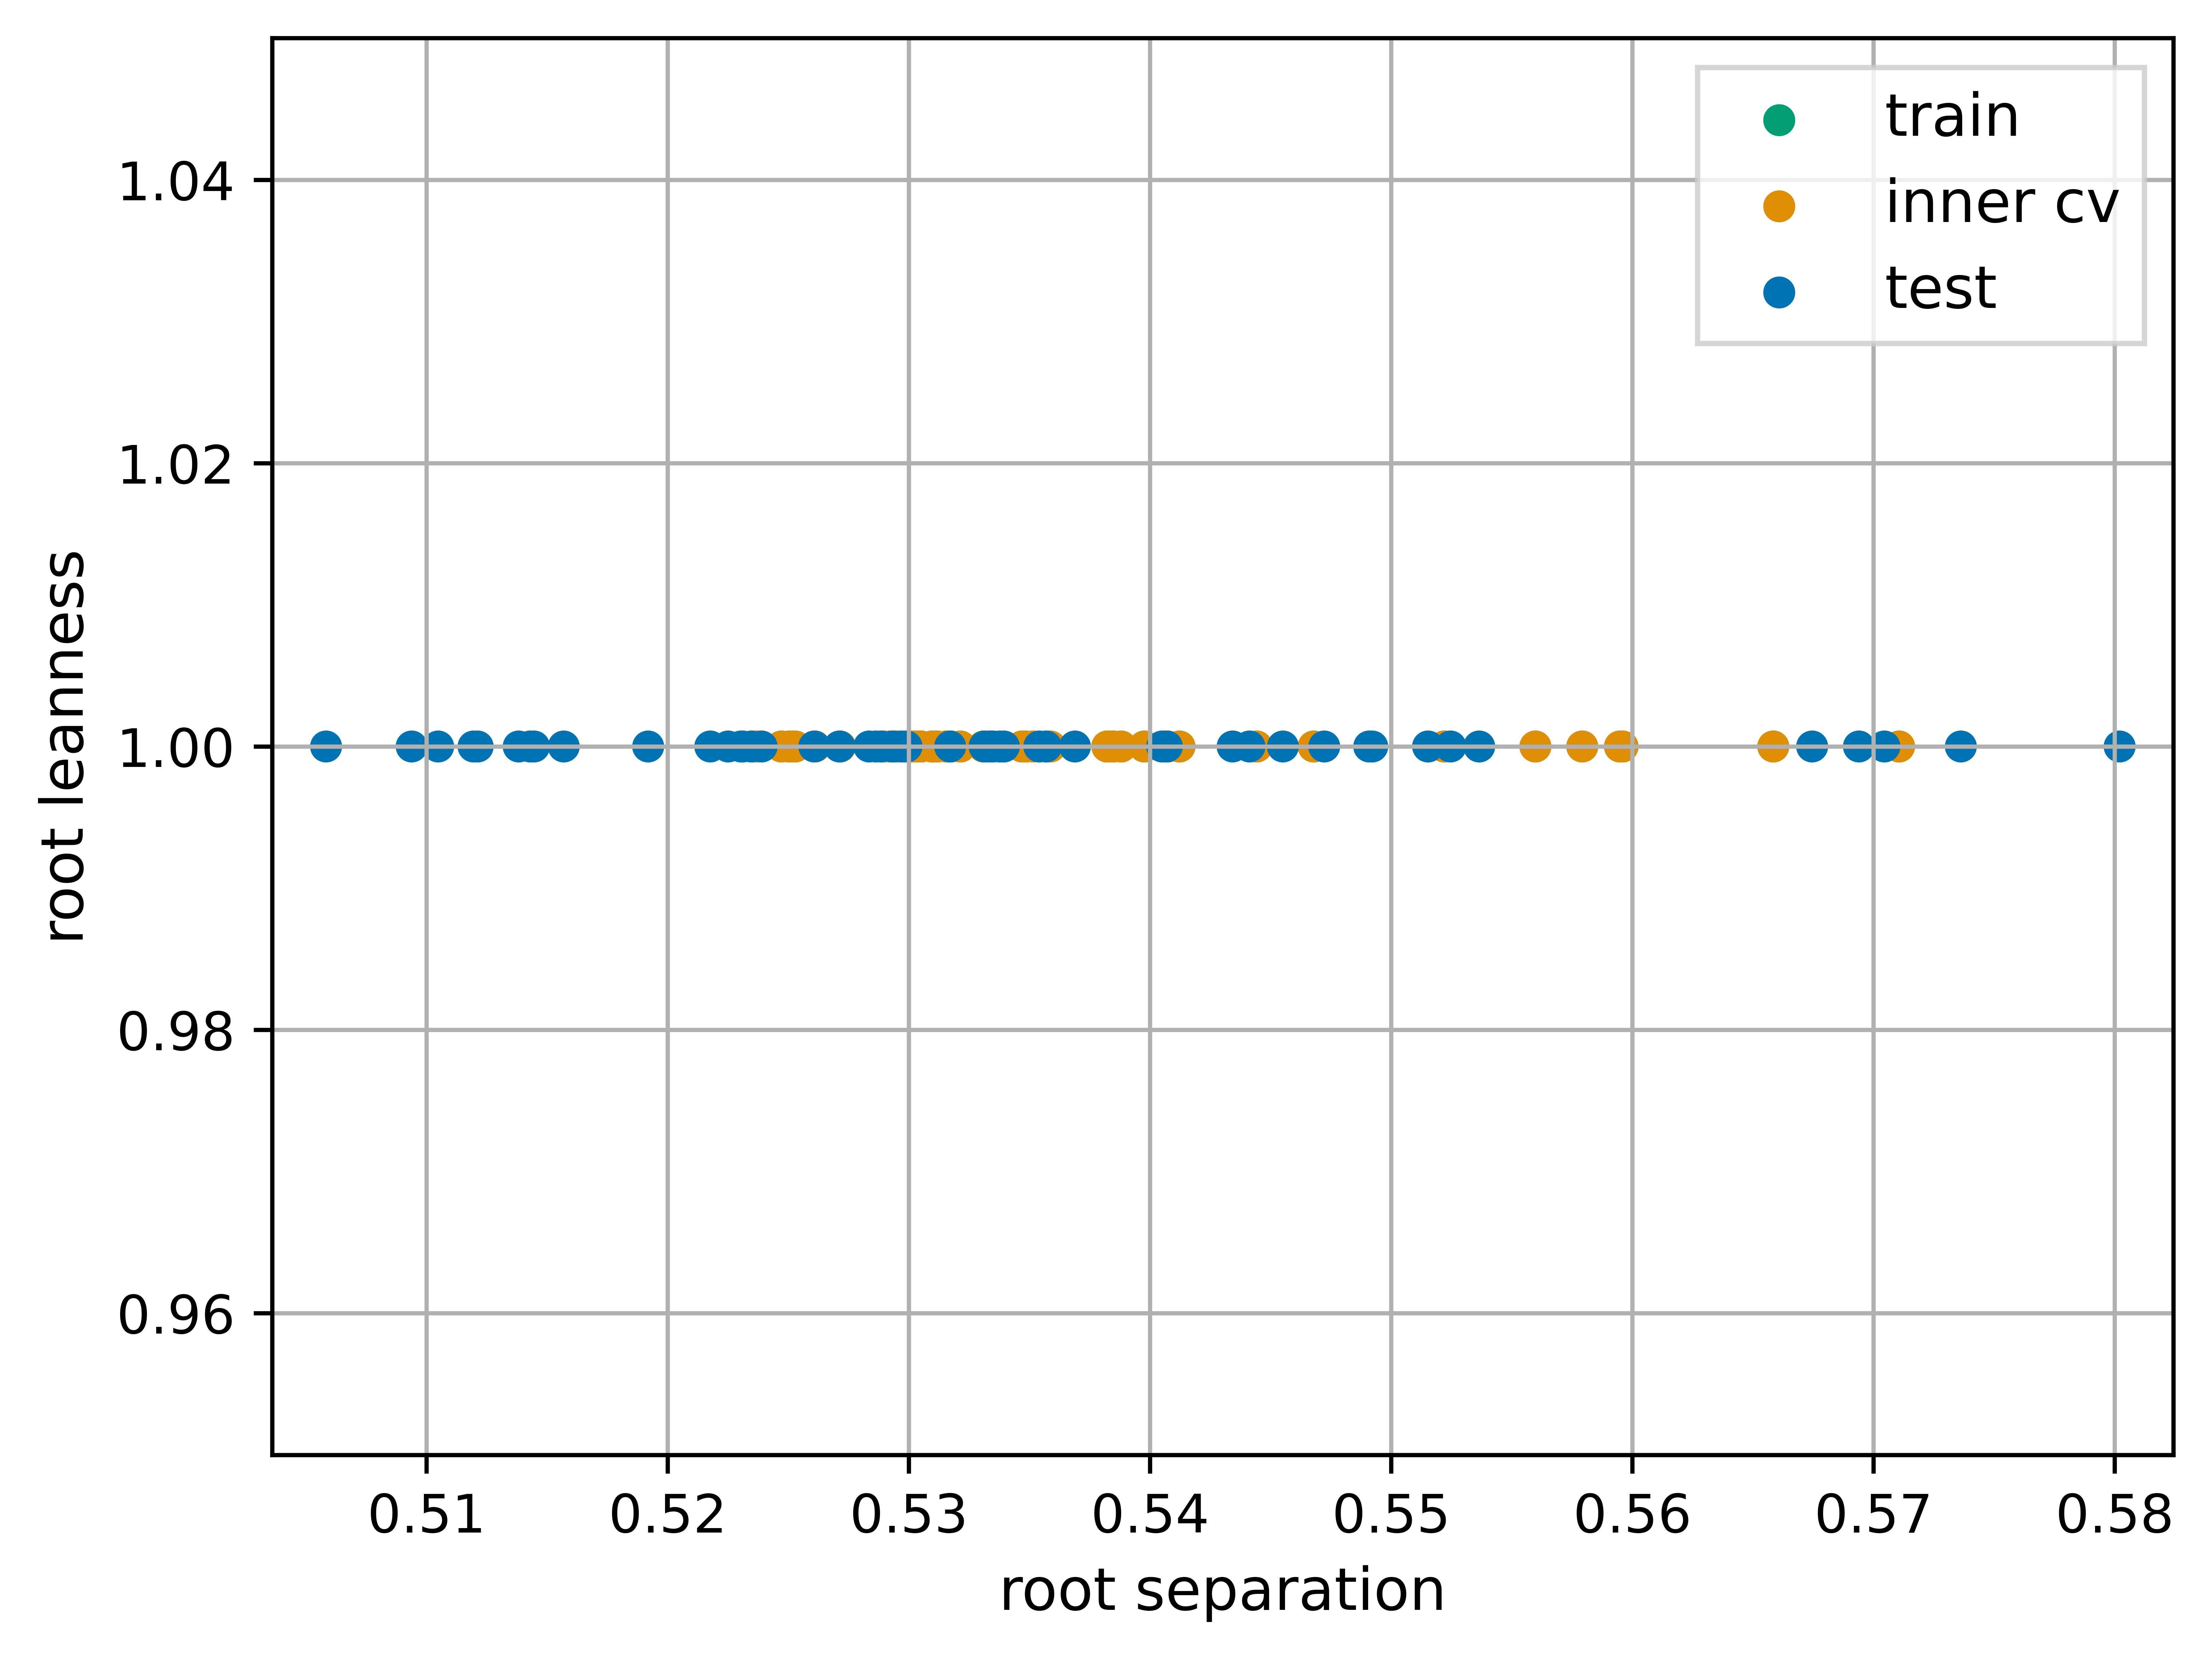 train
inner cv
test
1.04
1.02
1.00
0.98
0.96
root leanness
0.51 0.52 0.53 0.54 0.55 0.56 0.57 0.58
root separation